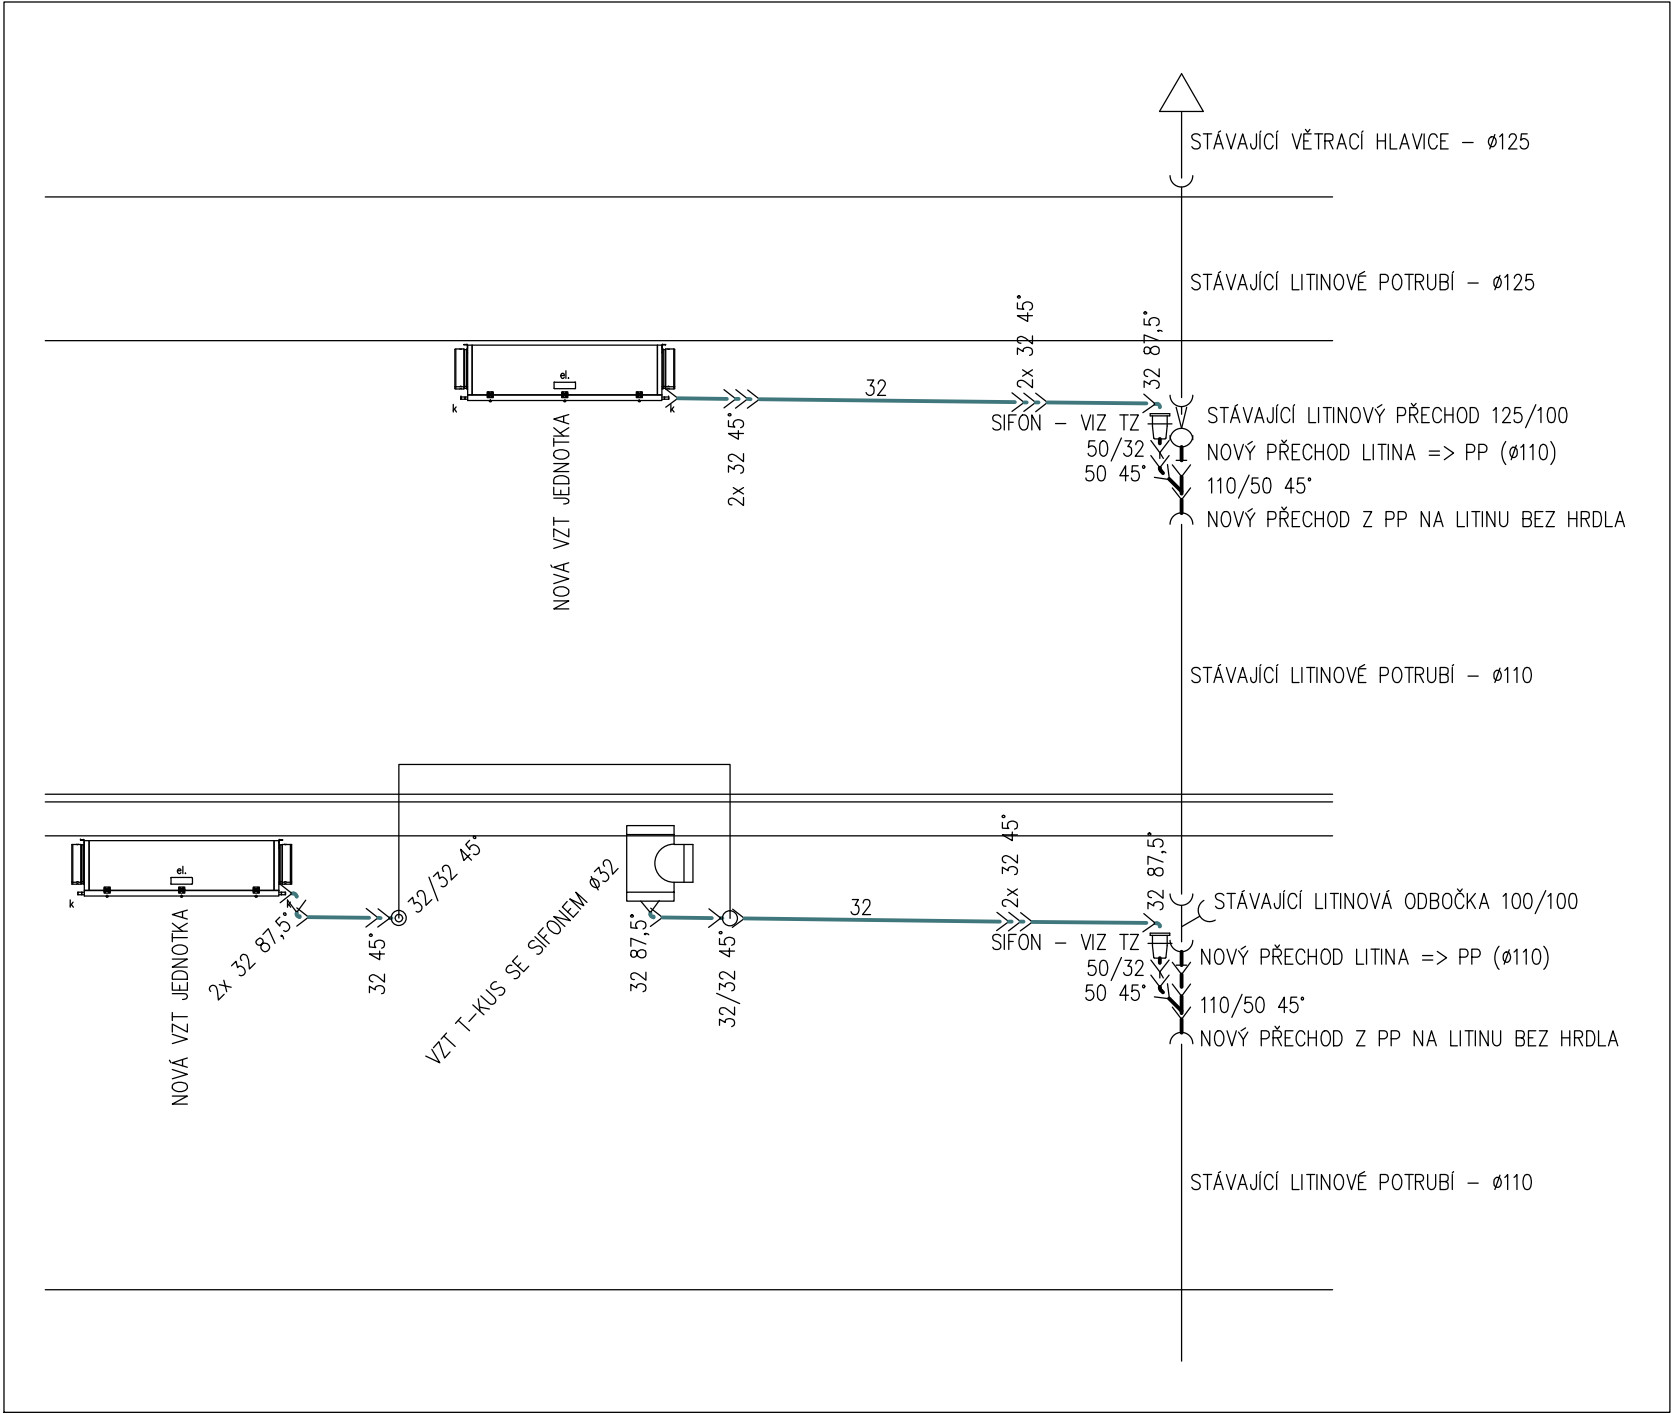 STÁVAJÍCÍ VĚTRACÍ HLAVICE – ø125
STÁVAJÍCÍ LITINOVÉ POTRUBÍ – ø125
2x 32 45°
32 87,5°
el.
k
k
32
2x 32 45°
NOVÁ VZT JEDNOTKA
SIFON – VIZ TZ
50/32
50 45°
STÁVAJÍCÍ LITINOVÝ PŘECHOD 125/100
NOVÝ PŘECHOD LITINA => PP (ø110)
110/50 45°
NOVÝ PŘECHOD Z PP NA LITINU BEZ HRDLA
STÁVAJÍCÍ LITINOVÉ POTRUBÍ – ø110
el.
k
k
NOVÁ VZT JEDNOTKA
2x 32 87,5°
32 45°
32/32 45°
VZT T-KUS SE SIFONEM ø32
32 87,5°
32/32 45°
32
2x 32 45°
32 87,5°
SIFON – VIZ TZ
50/32
50 45°
STÁVAJÍCÍ LITINOVÁ ODBOČKA 100/100
NOVÝ PŘECHOD LITINA => PP (ø110)
110/50 45°
NOVÝ PŘECHOD Z PP NA LITINU BEZ HRDLA
STÁVAJÍCÍ LITINOVÉ POTRUBÍ – ø110